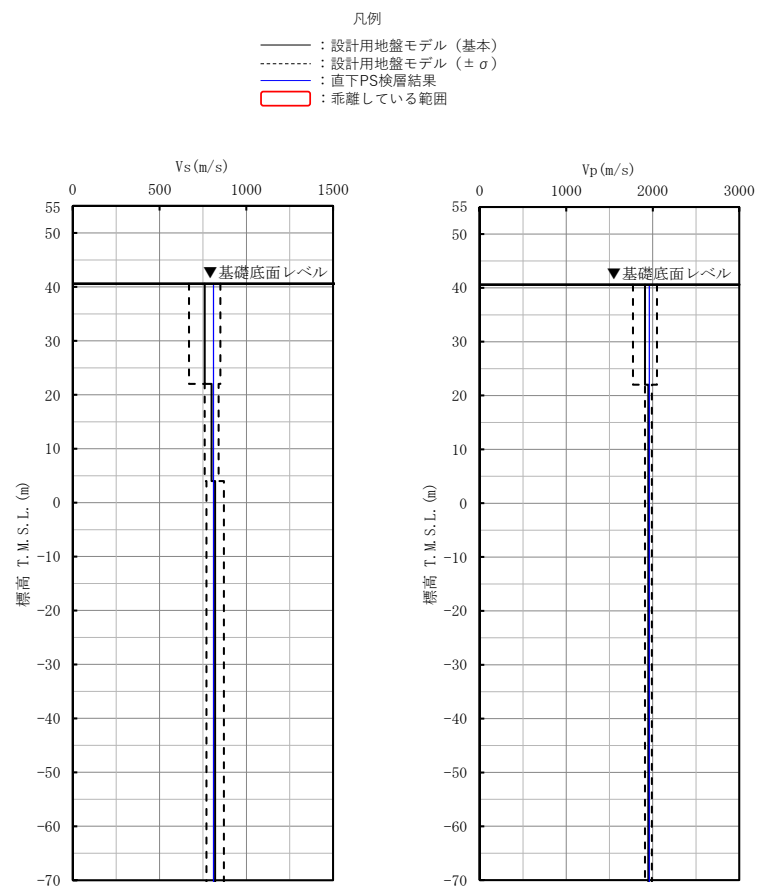 凡例
：設計用地盤モデル（基本）
：設計用地盤モデル（±σ）
：直下PS検層結果
：乖離している範囲
Vs(m/s)
0 500 1000 1500
55
50
40
30
20
10
0
-10
-20
-30
-40
-50
-60
-70
標高 T.M.S.L.(m)
▼基礎底面レベル
Vp(m/s)
0 1000 2000 3000
55
50
40
30
20
10
0
-10
-20
-30
-40
-50
-60
-70
標高 T.M.S.L.(m)
▼基礎底面レベル